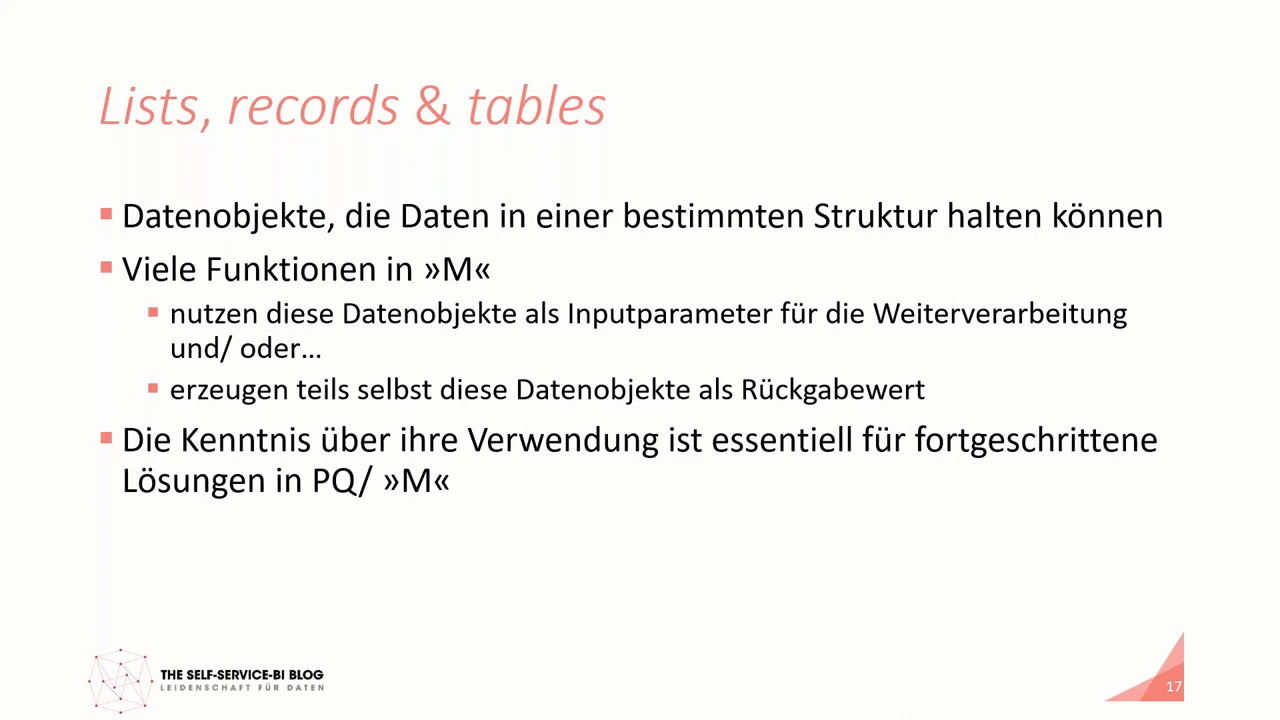 Lists, records & tables
Datenobjekte, die Daten in einer bestimmten Struktur halten können
Viele Funktionen in »M«
nutzen diese Datenobjekte als Inputparameter für die Weiterverarbeitung
und/ oder…
erzeugen teils selbst diese Datenobjekte als Rückgabewert
Die Kenntnis über ihre Verwendung ist essentiell für fortgeschrittene
Lösungen in PQ/ »M«
THE SELF-SERVICE-BI BLOG
LEIDENSCHAFT FÜR DATEN
17